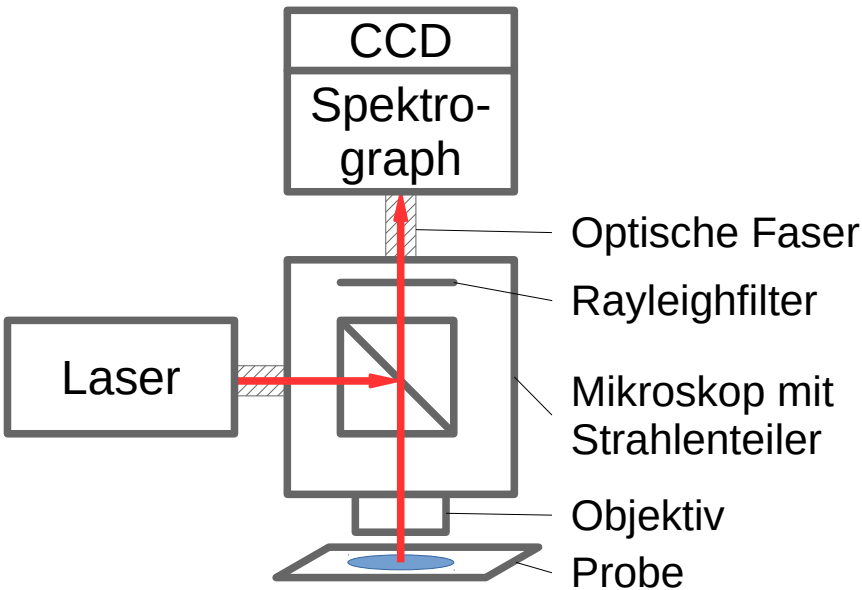 CCD
Spektro-
graph
Optische Faser
Rayleighfilter
Laser
Mikroskop mit
Strahlenteiler
Objektiv
Probe